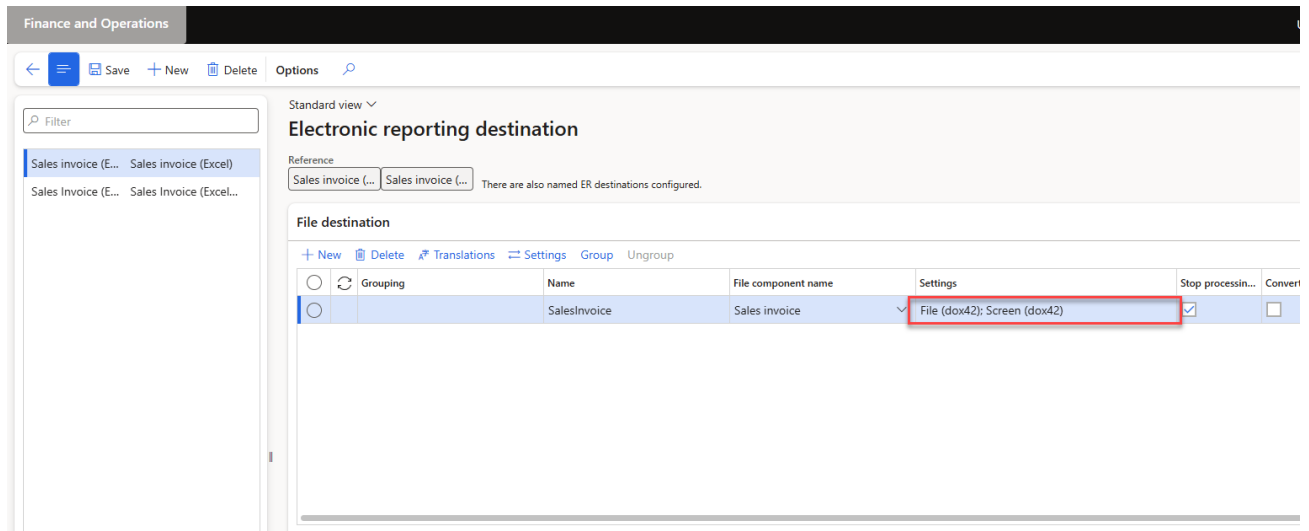 Finance and Operations
Save New Delete Options
Filter
Sales invoice (E... Sales invoice (Excel)
Sales Invoice (E... Sales Invoice (Excel...
Standard view
Electronic reporting destination
Reference
Sales invoice (... Sales invoice (... There are also named ER destinations configured.
File destination
New Delete Translations Settings Group Ungroup
Grouping Name File component name Settings Stop processin... Convert
SalesInvoice Sales invoice File (dox42); Screen (dox42)